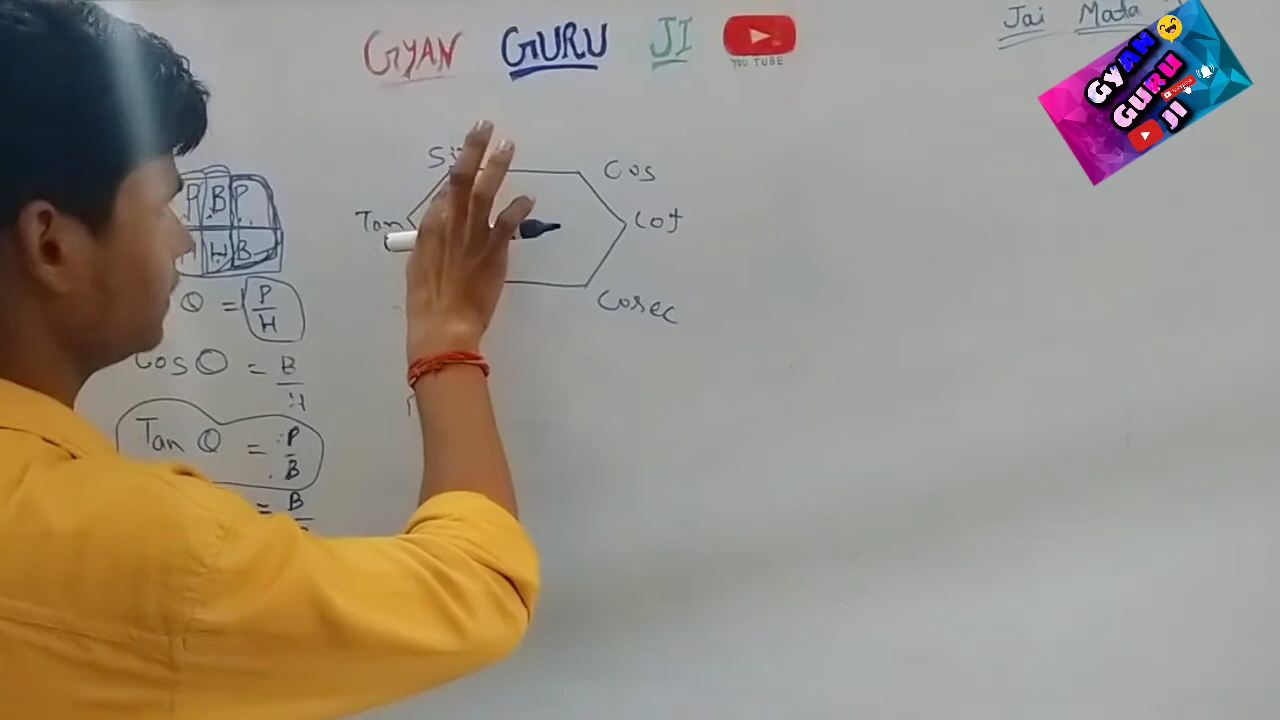 GYAN GURU JI
YOU TUBE
Jai Mata
GYAN
GURU
JI
Cos
Tan
Cot
Cosec
P B P
H B
Θ = P/H
Cos Θ = B/H
Tan Θ = P/B
= B